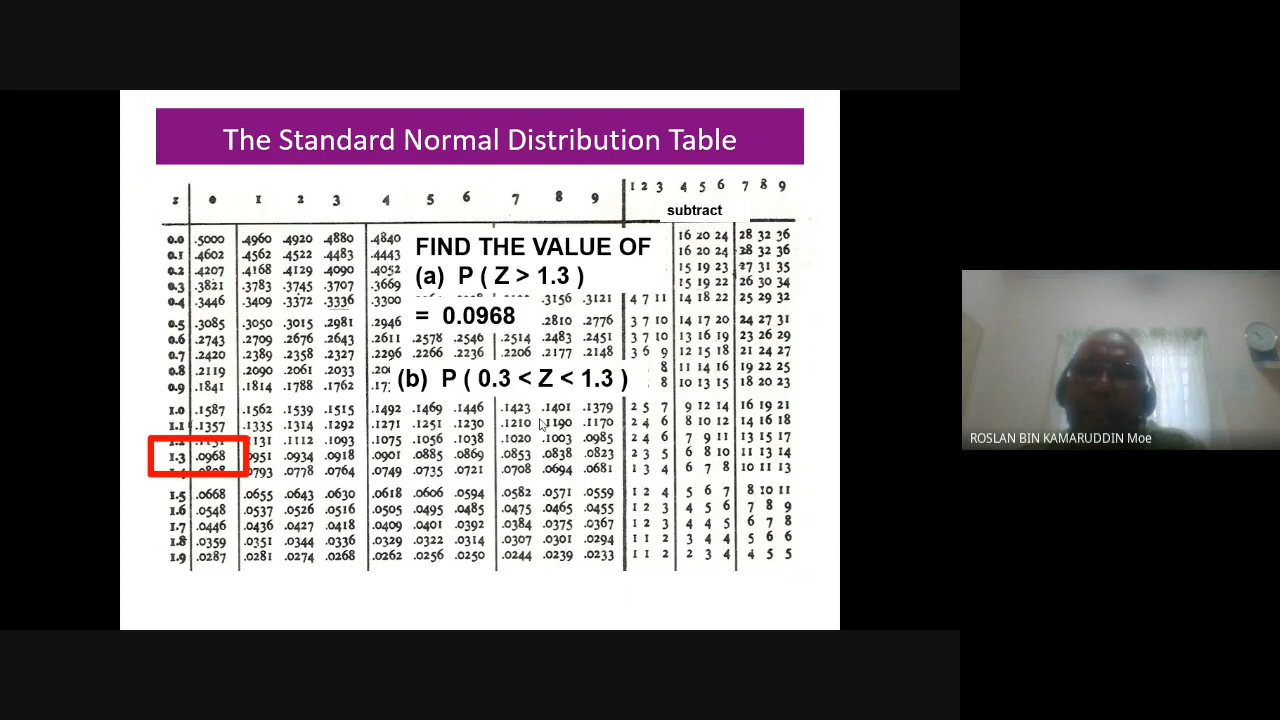 The Standard Normal Distribution Table
z 0 1 2 3 4 5 6 7 8 9 1 2 3 4 5 6 7 8 9
subtract
0.0 .5000 .4960 .4920 .4880 .4840 16 20 24 28 32 36
0.1 .4602 .4562 .4522 .4483 .4443 16 20 24 28 32 36
0.2 .4207 .4168 .4129 .4090 .4052 15 19 23 27 31 35
0.3 .3821 .3783 .3745 .3707 .3669 15 19 22 26 30 34
0.4 .3446 .3409 .3372 .3336 .3300 .3156 .3121 4 7 11 14 18 22 25 29 32
FIND THE VALUE OF
(a) P ( Z > 1.3 )
= 0.0968
0.5 .3085 .3050 .3015 .2981 .2946 .2810 .2776 3 7 10 14 17 20 24 27 31
0.6 .2743 .2709 .2676 .2643 .2611 .2578 .2546 .2514 .2483 .2451 3 7 10 13 16 19 23 26 29
0.7 .2420 .2389 .2358 .2327 .2296 .2266 .2236 .2206 .2177 .2148 3 6 9 12 15 18 21 24 27
0.8 .2119 .2090 .2061 .2033 8 11 14 16 19 22 25
0.9 .1841 .1814 .1788 .1762 8 10 13 15 18 20 23
(b) P ( 0.3 < Z < 1.3 )
1.0 .1587 .1562 .1539 .1515 .1492 .1469 .1446 .1423 .1401 .1379 2 5 7 9 12 14 16 19 21
1.1 .1357 .1335 .1314 .1292 .1271 .1251 .1230 .1210 .1190 .1170 2 4 6 8 10 12 14 16 18
.1112 .1093 .1075 .1056 .1038 .1020 .1003 .0985 2 4 6 7 9 11 13 15 17
1.3 .0968 .0934 .0918 .0901 .0885 .0869 .0853 .0838 .0823 2 3 5 6 8 10 11 13 14
.0778 .0764 .0749 .0735 .0721 .0708 .0694 .0681 1 3 4 6 7 8 10 11 13
1.5 .0668 .0655 .0643 .0630 .0618 .0606 .0594 .0582 .0571 .0559 1 2 4 5 6 7 8 10 11
1.6 .0548 .0537 .0526 .0516 .0505 .0495 .0485 .0475 .0465 .0455 1 2 3 4 5 6 7 8 9
1.7 .0446 .0436 .0427 .0418 .0409 .0401 .0392 .0384 .0375 .0367 1 2 3 4 4 5 6 7 8
1.8 .0359 .0351 .0344 .0336 .0329 .0322 .0314 .0307 .0301 .0294 1 1 2 3 4 4 5 6 6
1.9 .0287 .0281 .0274 .0268 .0262 .0256 .0250 .0244 .0239 .0233 1 1 2 2 3 4 4 5 5
ROSLAN BIN KAMARUDDIN Moe